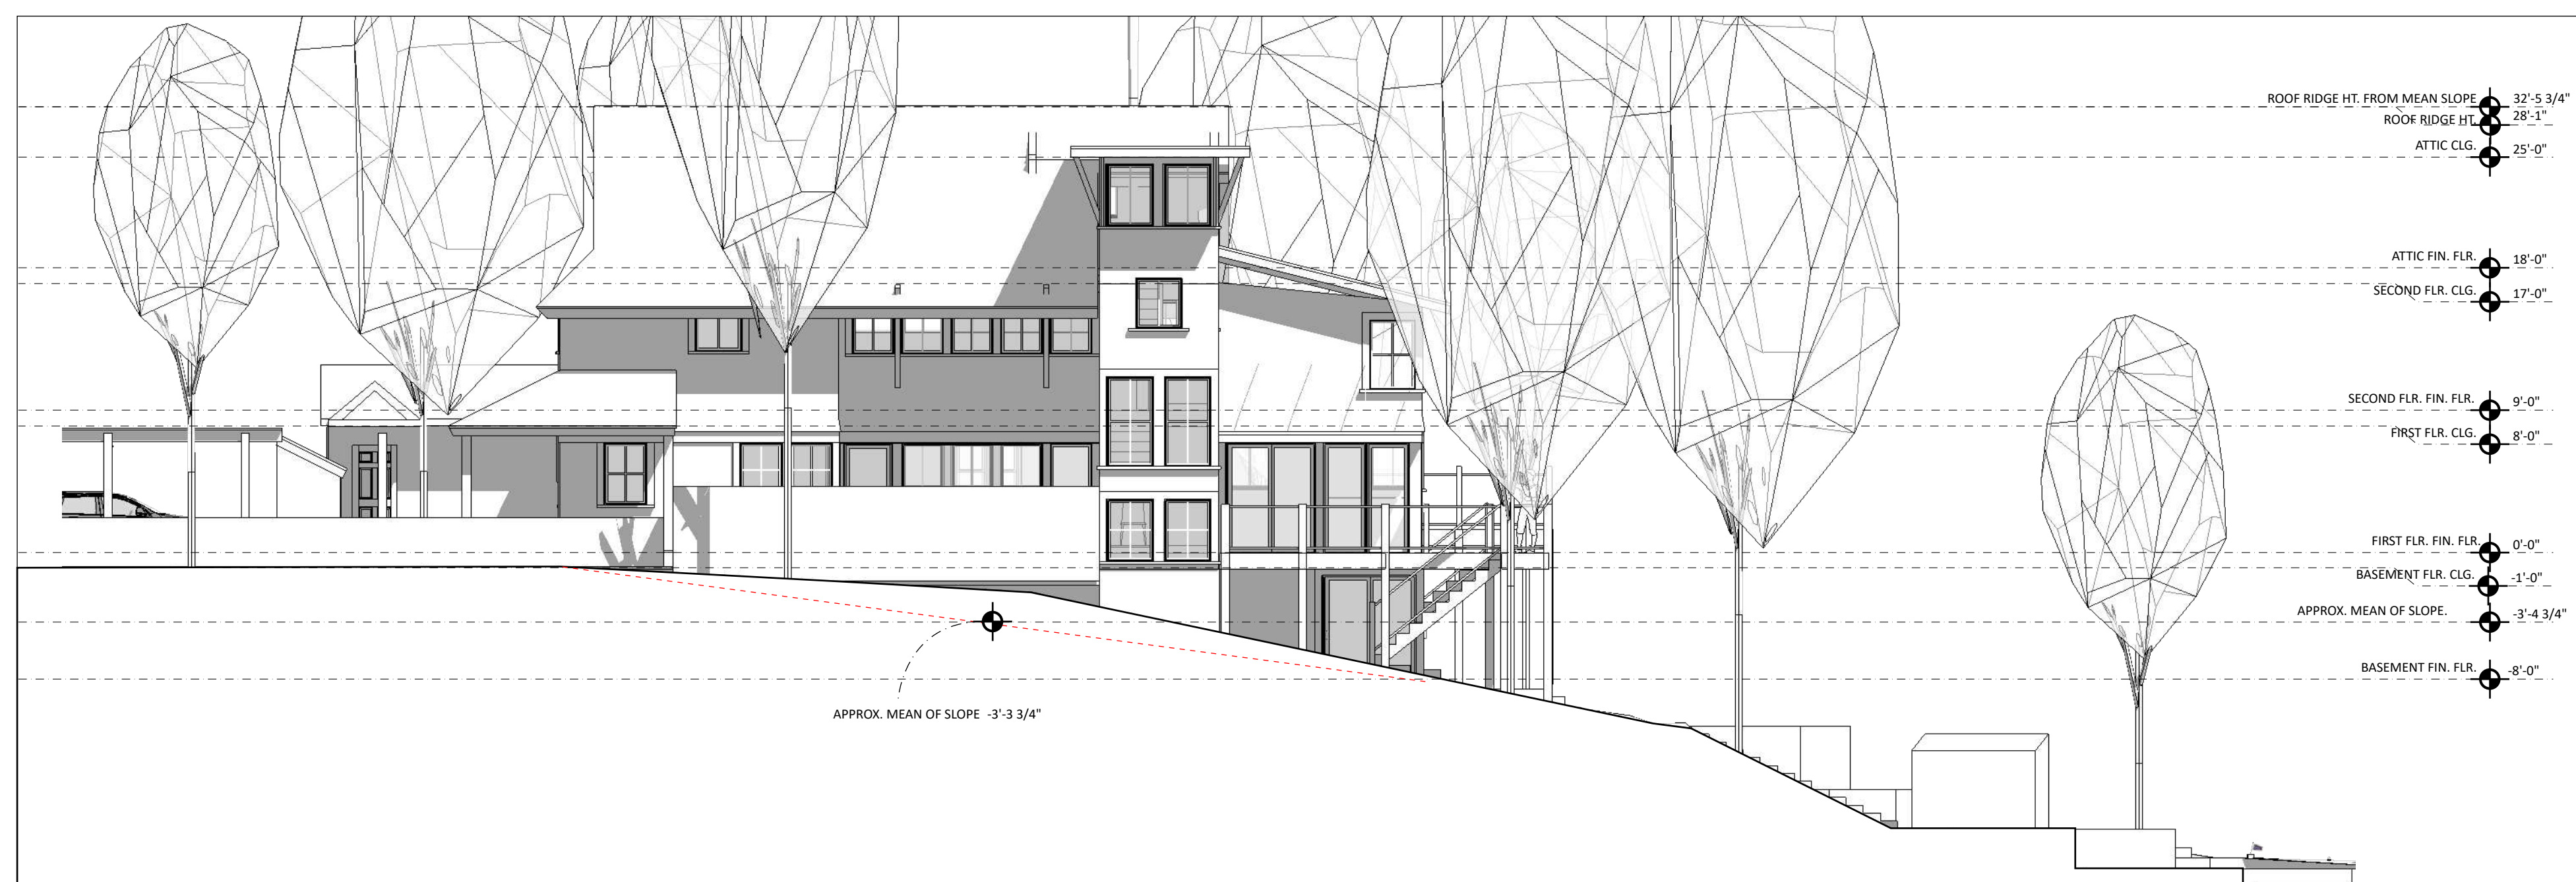 ROOF RIDGE HT. FROM MEAN SLOPE 32'-5 3/4"
ROOF RIDGE HT. 28'-1"
ATTIC CLG. 25'-0"
ATTIC FIN. FLR. 18'-0"
SECOND FLR. CLG. 17'-0"
SECOND FLR. FIN. FLR. 9'-0"
FIRST FLR. CLG. 8'-0"
FIRST FLR. FIN. FLR. 0'-0"
BASEMENT FLR. CLG. -1'-0"
APPROX. MEAN OF SLOPE. -3'-4 3/4"
BASEMENT FIN. FLR. -8'-0"
APPROX. MEAN OF SLOPE -3'-3 3/4"